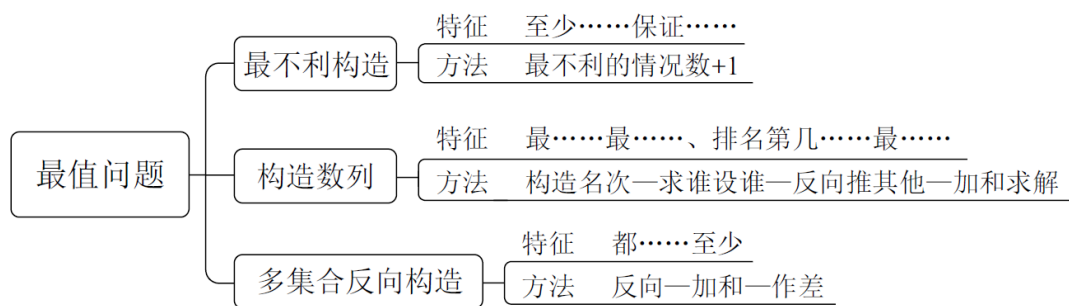 最值问题
最不利构造
特征 至少……保证……
方法 最不利的情况数+1
构造数列
特征 最……最……、排名第几……最……
方法 构造名次—求谁设谁—反向推其他—加和求解
多集合反向构造
特征 都……至少
方法 反向—加和—作差